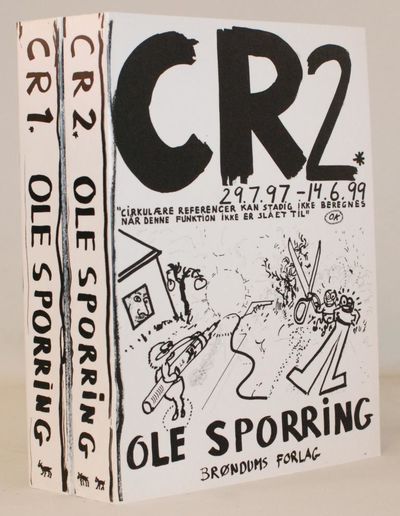 CR1.
OLE SPORRING
CR2.
OLE SPORRING
CR2.*
29.7.97-14.6.99
"CIRKULÆRE REFERENCER KAN STADIG IKKE BEREGNES
NÅR DENNE FUNKTION IKKE ER SLÅET TIL"
OK
OLE SPORRING
BRØNDUMS FORLAG